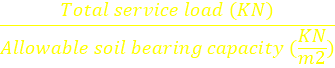 Total service load (KN)
Allowable soil bearing capacity (KN/m2)